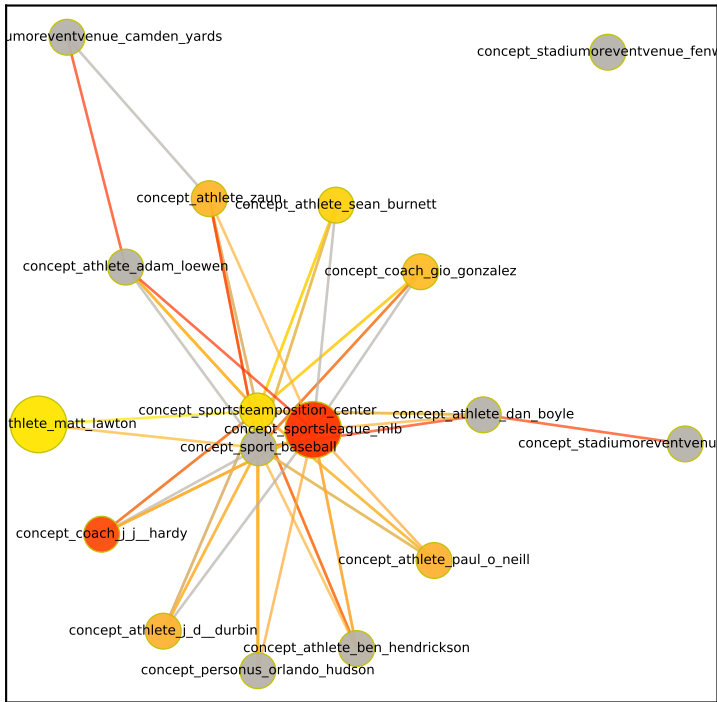 umoreventvenue_camden_yards
concept_stadiumoreventvenue_fenw
concept_athlete_zaun
concept_athlete_sean_burnett
concept_athlete_adam_loewen
concept_coach_gio_gonzalez
concept_sportsteamposition_center
concept_athlete_dan_boyle
thlete_matt_lawton
concept_sportsleague_mlb
concept_stadiumoreventvenu
concept_sport_baseball
concept_coach_j_j__hardy
concept_athlete_paul_o_neill
concept_athlete_j_d__durbin
concept_athlete_ben_hendrickson
concept_personus_orlando_hudson